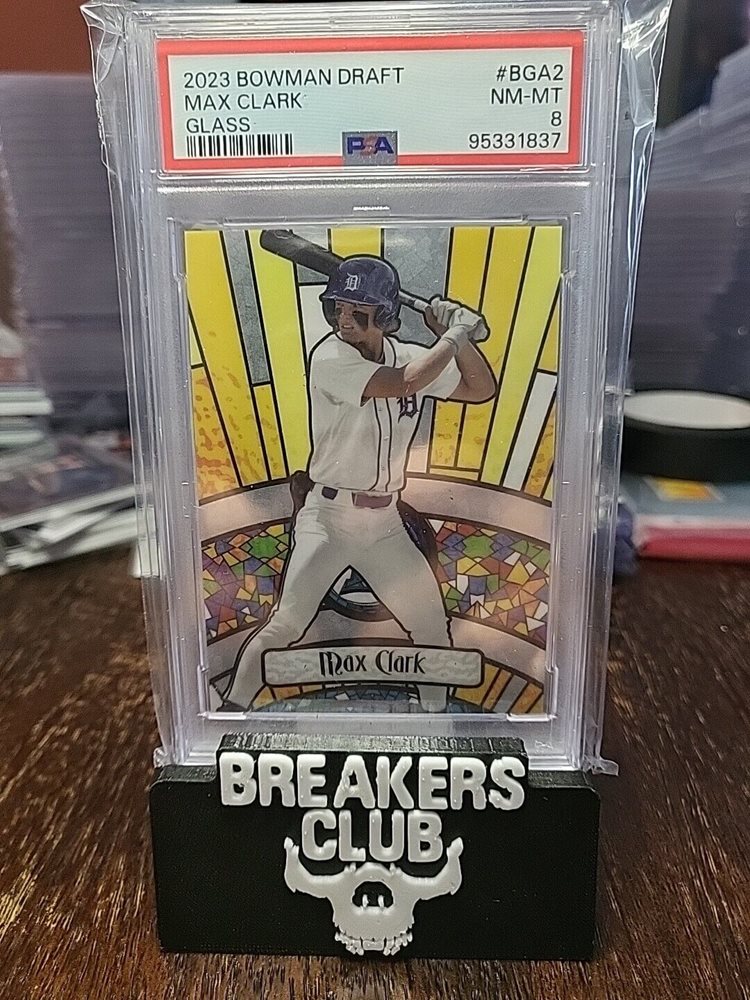 2023 BOWMAN DRAFT #BGA2
MAX CLARK NM-MT
GLASS 8
PSA 95331837
D
D
Max Clark
BREAKERS
CLUB